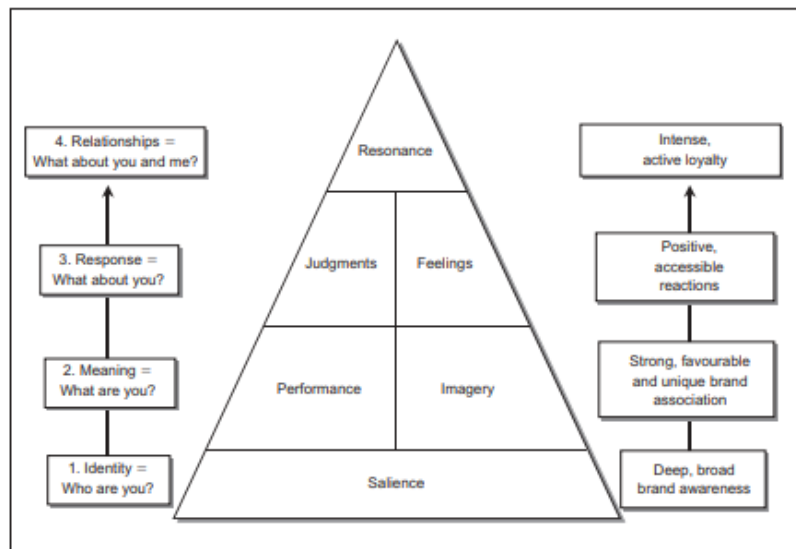 4. Relationships =
What about you and me?
3. Response =
What about you?
2. Meaning =
What are you?
1. Identity =
Who are you?
Resonance
Judgments
Feelings
Performance
Imagery
Salience
Intense,
active loyalty
Positive,
accessible
reactions
Strong, favourable
and unique brand
association
Deep, broad
brand awareness